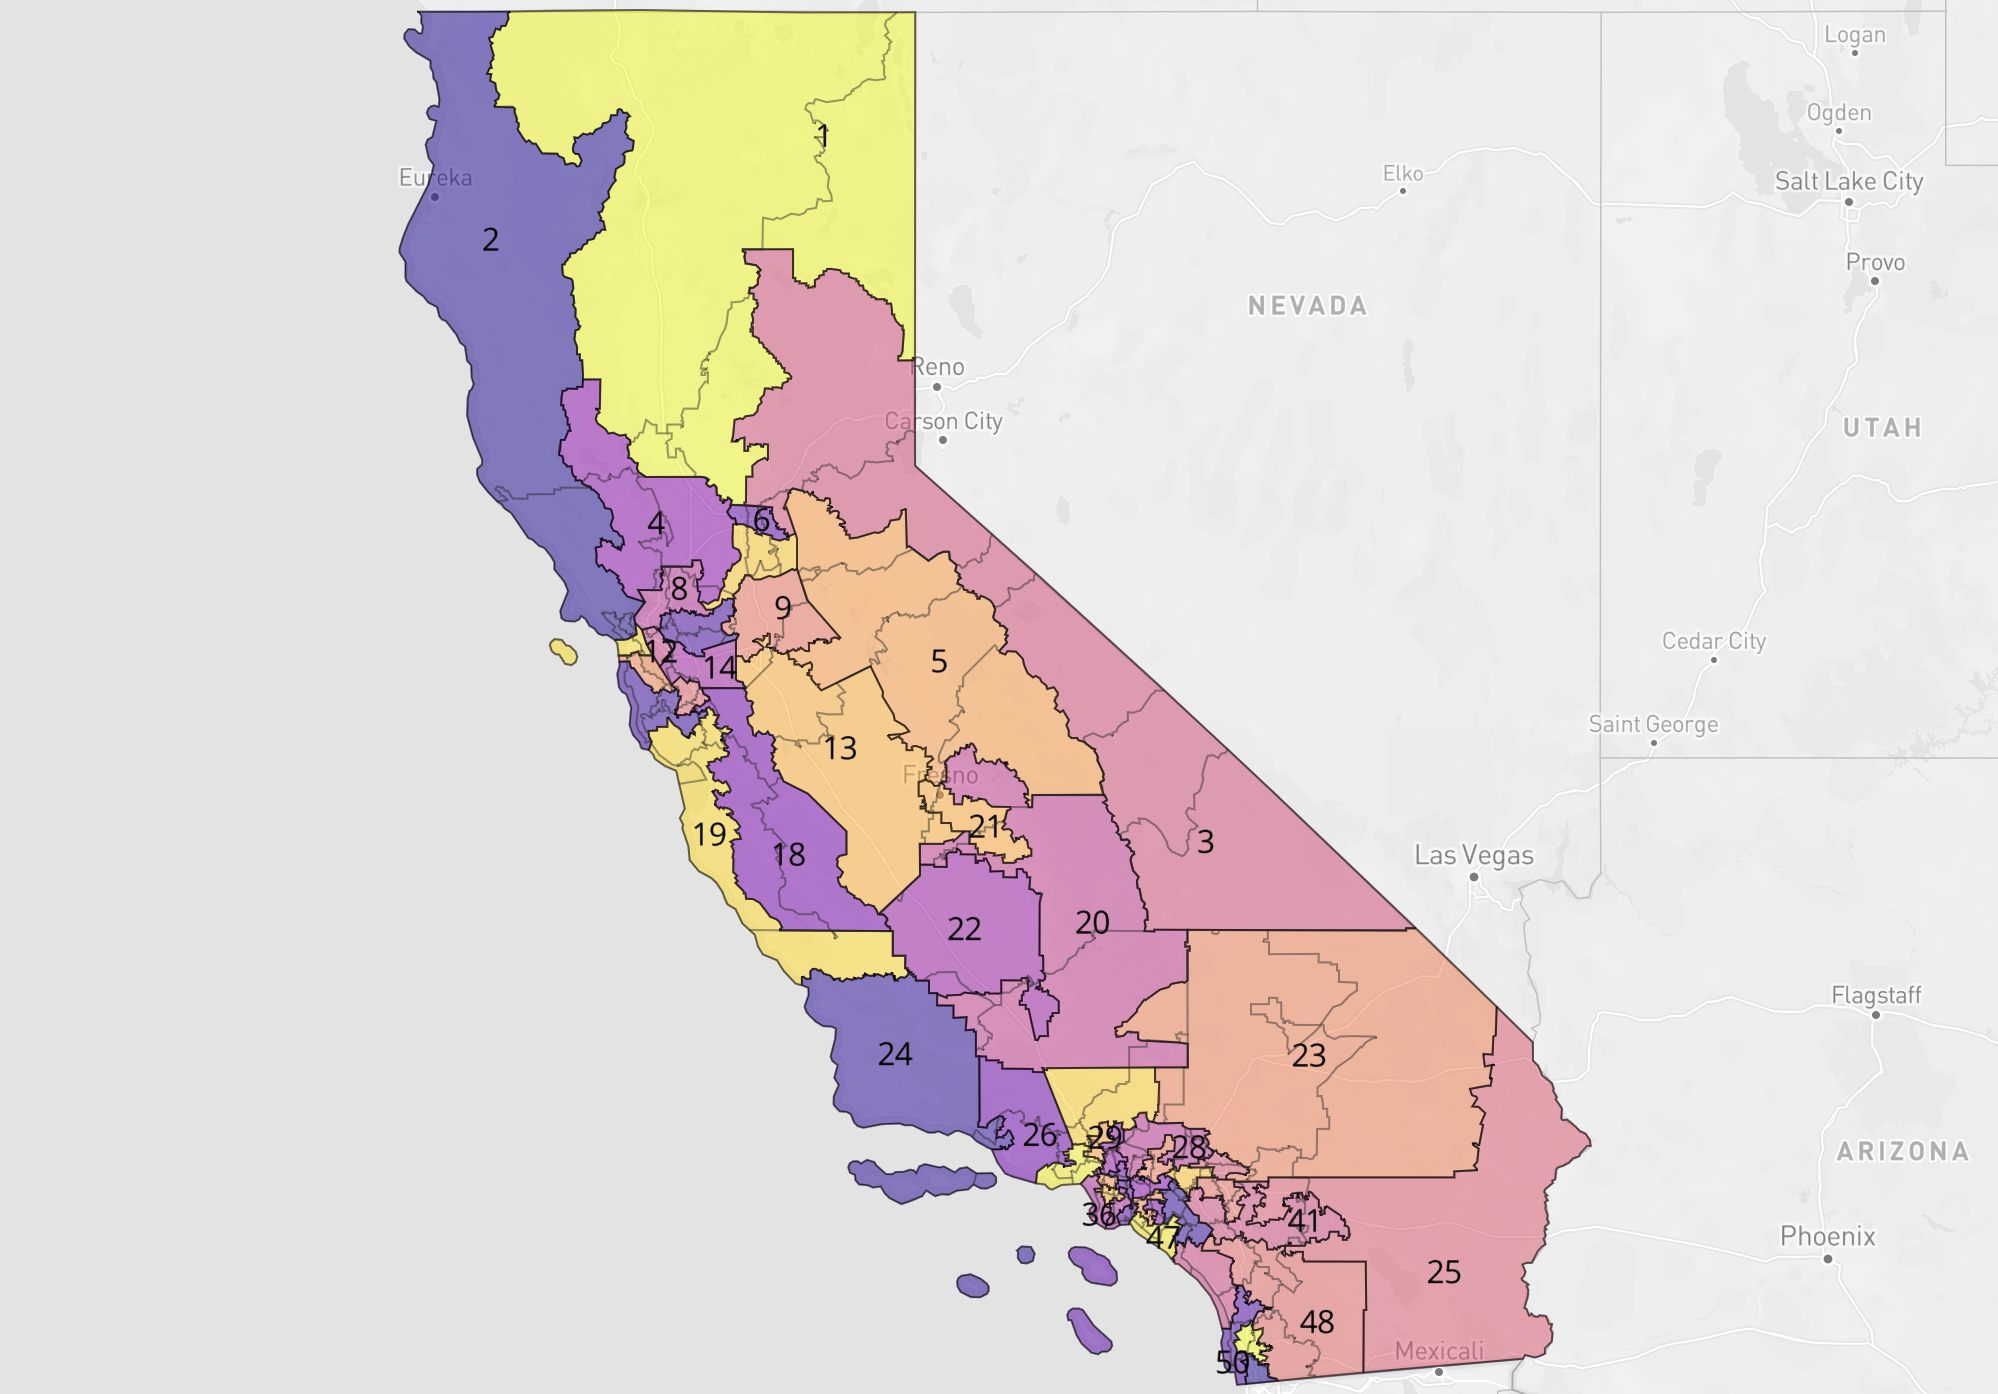 Logan
Ogden
1
Elko
Eureka
Salt Lake City
2
Provo
NEVADA
Reno
Carson City
UTAH
4
6
8
9
12
14
5
Cedar City
Saint George
13
Fresno
21
19
18
3
Las Vegas
22
20
Flagstaff
24
23
26
29
28
ARIZONA
36
41
47
Phoenix
25
48
50
Mexicali